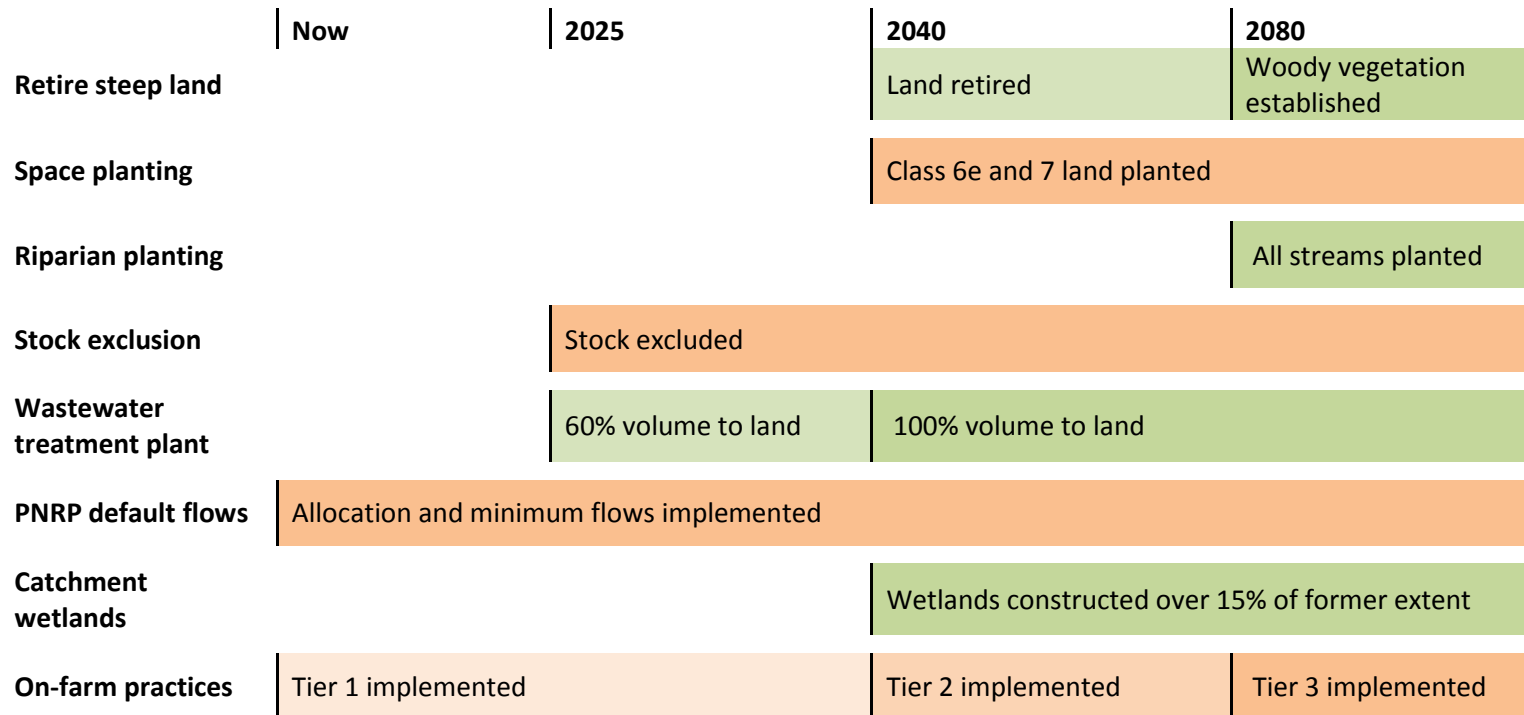 Now 2025 2040 2080
Retire steep land Land retired Woody vegetation
established
Space planting Class 6e and 7 land planted
Riparian planting All streams planted
Stock exclusion Stock excluded
Wastewater
treatment plant 60% volume to land 100% volume to land
PNRP default flows Allocation and minimum flows implemented
Catchment
wetlands Wetlands constructed over 15% of former extent
On-farm practices Tier 1 implemented Tier 2 implemented Tier 3 implemented